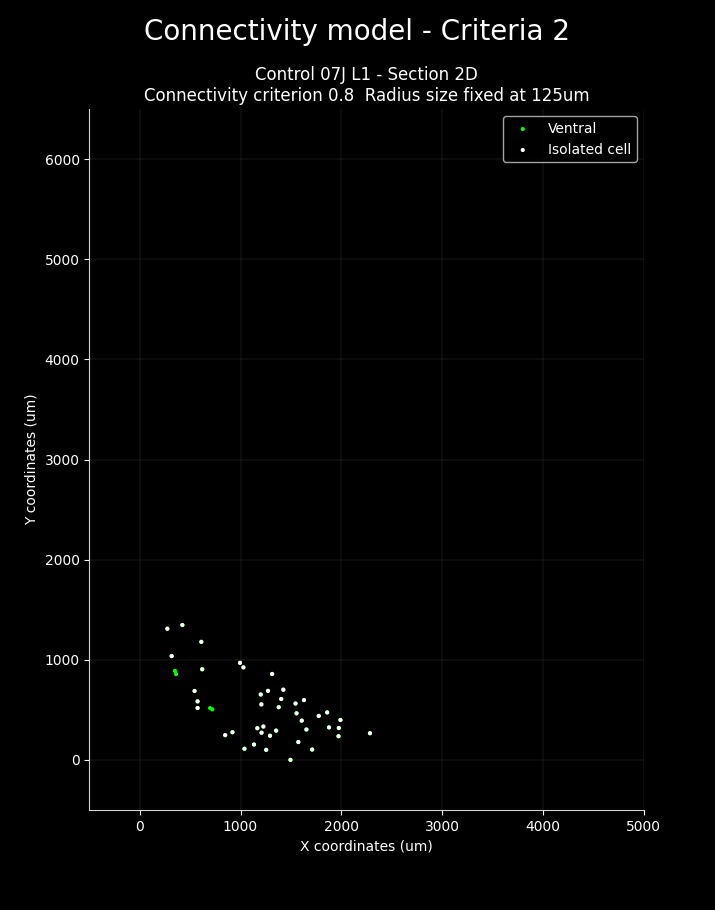 Connectivity model - Criteria 2
Control 07J L1 - Section 2D
Connectivity criterion 0.8  Radius size fixed at 125um
Ventral
Isolated cell
6000
5000
4000
3000
2000
1000
0
Y coordinates (um)
0
1000
2000
3000
4000
5000
X coordinates (um)